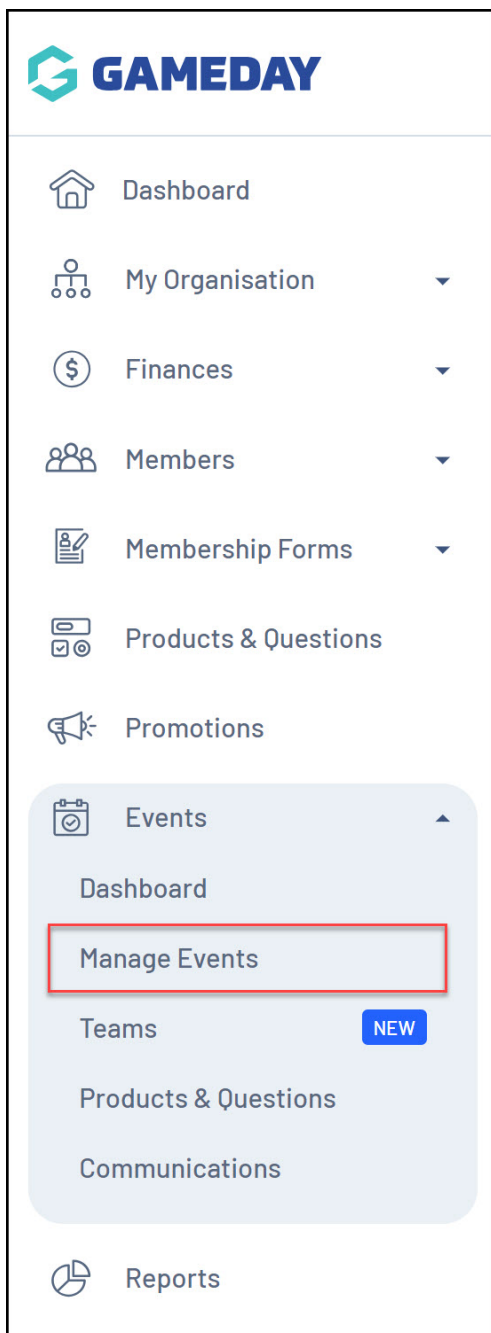 GAMEDAY
Dashboard
My Organisation
Finances
Members
Membership Forms
Products & Questions
Promotions
Events
Dashboard
Manage Events
Teams NEW
Products & Questions
Communications
Reports